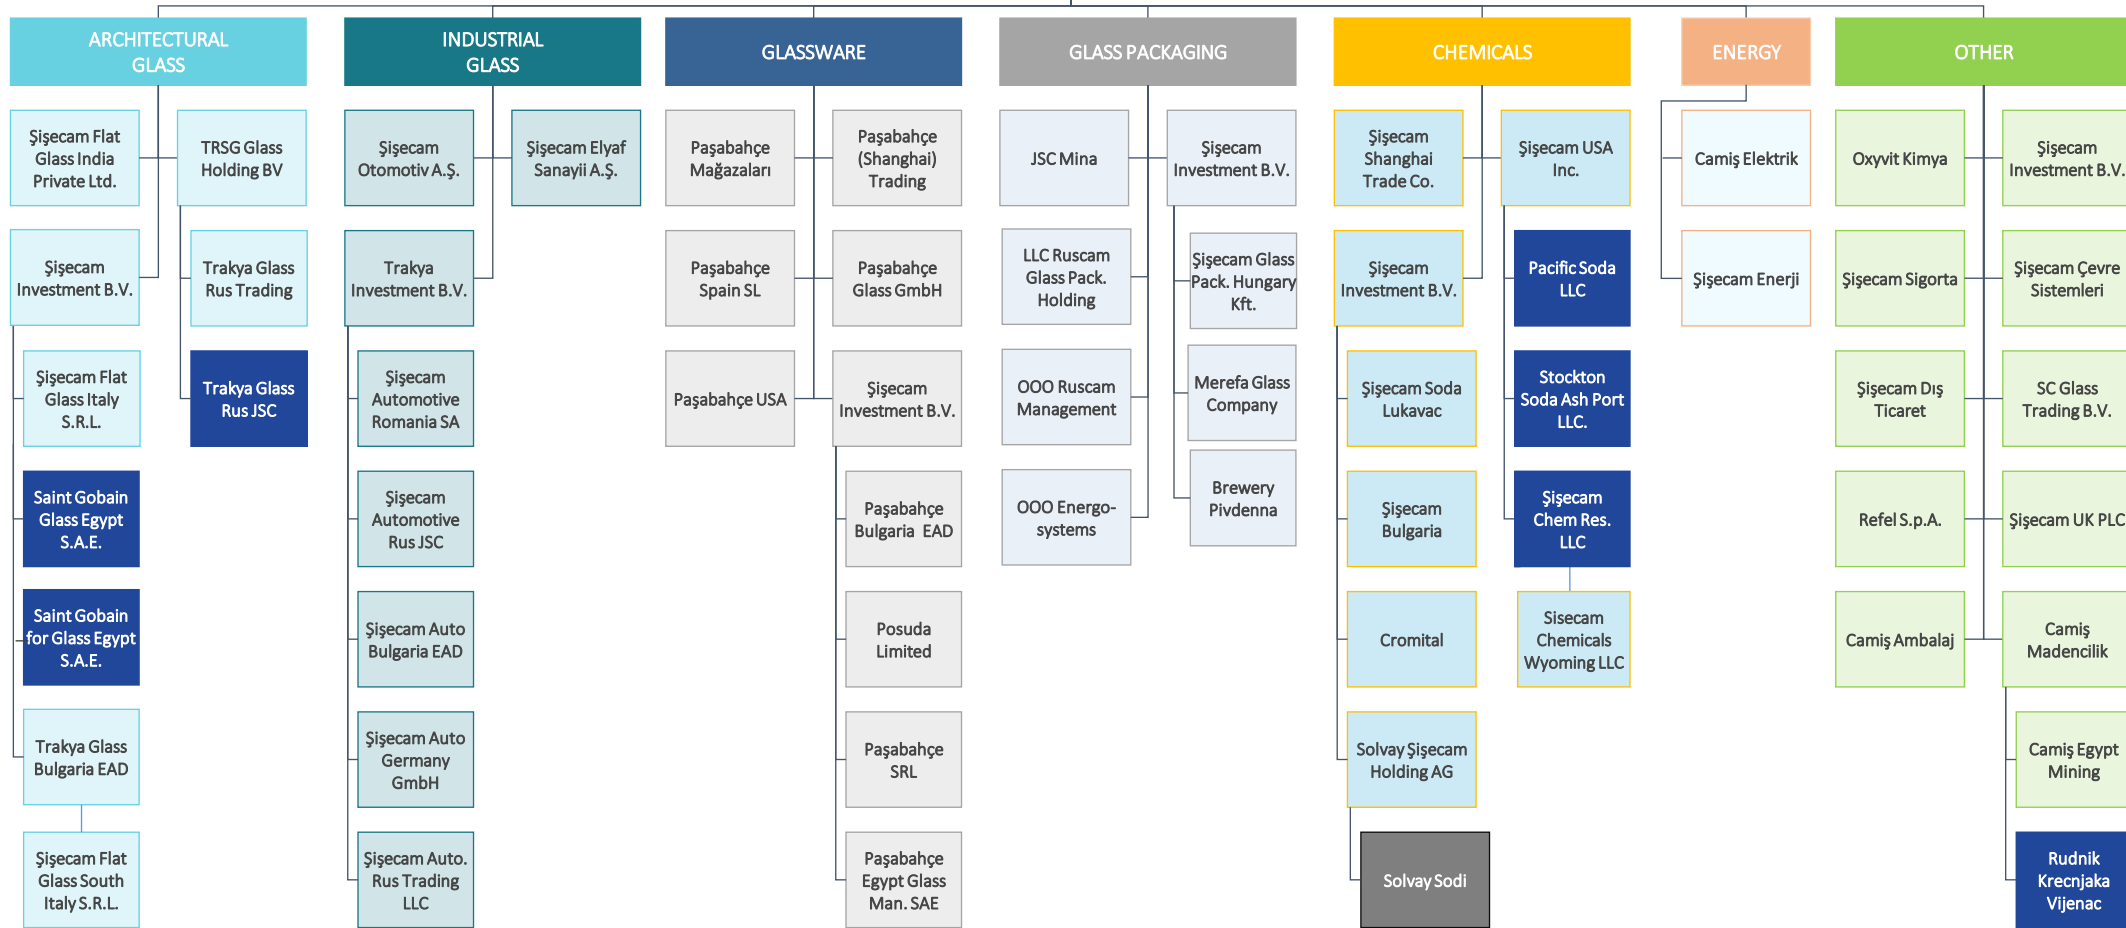 ARCHITECTURAL
GLASS
INDUSTRIAL
GLASS
GLASSWARE
GLASS PACKAGING
CHEMICALS
ENERGY
OTHER
Şişecam Flat
Glass India
Private Ltd.
TRSG Glass
Holding BV
Şişecam
Investment B.V.
Trakya Glass
Rus Trading
Şişecam Flat
Glass Italy
S.R.L.
Trakya Glass
Rus JSC
Saint Gobain
Glass Egypt
S.A.E.
Saint Gobain
for Glass Egypt
S.A.E.
Trakya Glass
Bulgaria EAD
Şişecam Flat
Glass South
Italy S.R.L.
Şişecam
Otomotiv A.Ş.
Şişecam Elyaf
Sanayii A.Ş.
Trakya
Investment B.V.
Şişecam
Automotive
Romania SA
Şişecam
Automotive
Rus JSC
Şişecam Auto
Bulgaria EAD
Şişecam Auto
Germany
GmbH
Şişecam Auto.
Rus Trading
LLC
Paşabahçe
Mağazaları
Paşabahçe
(Shanghai)
Trading
Paşabahçe
Spain SL
Paşabahçe
Glass GmbH
Paşabahçe USA
Şişecam
Investment B.V.
Paşabahçe
Bulgaria EAD
Posuda
Limited
Paşabahçe
SRL
Paşabahçe
Egypt Glass
Man. SAE
JSC Mina
Şişecam
Investment B.V.
LLC Ruscam
Glass Pack.
Holding
Şişecam Glass
Pack. Hungary
Kft.
OOO Ruscam
Management
Merefa Glass
Company
OOO Energo-
systems
Brewery
Pivdenna
Şişecam
Shanghai
Trade Co.
Şişecam USA
Inc.
Şişecam
Investment B.V.
Pacific Soda
LLC
Şişecam Soda
Lukavac
Stockton
Soda Ash Port
LLC.
Şişecam
Bulgaria
Şişecam
Chem Res.
LLC
Cromital
Sisecam
Chemicals
Wyoming LLC
Solvay Şişecam
Holding AG
Solvay Sodi
Camiş Elektrik
Şişecam Enerji
Oxyvit Kimya
Şişecam
Investment B.V.
Şişecam Sigorta
Şişecam Çevre
Sistemleri
Şişecam Dış
Ticaret
SC Glass
Trading B.V.
Refel S.p.A.
Şişecam UK PLC
Camiş Ambalaj
Camiş
Madencilik
Camiş Egypt
Mining
Rudnik
Krecnjaka
Vijenac